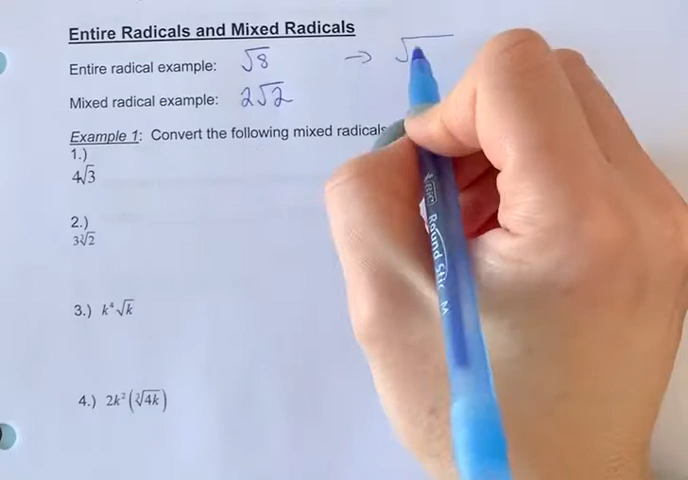 Entire Radicals and Mixed Radicals
Entire radical example: √8 → √
Mixed radical example: 2√2
Example 1: Convert the following mixed radicals
1.)
4√3
2.)
3∛2
3.) k⁴√k
4.) 2k²(∛4k)
BIC Round Stic M